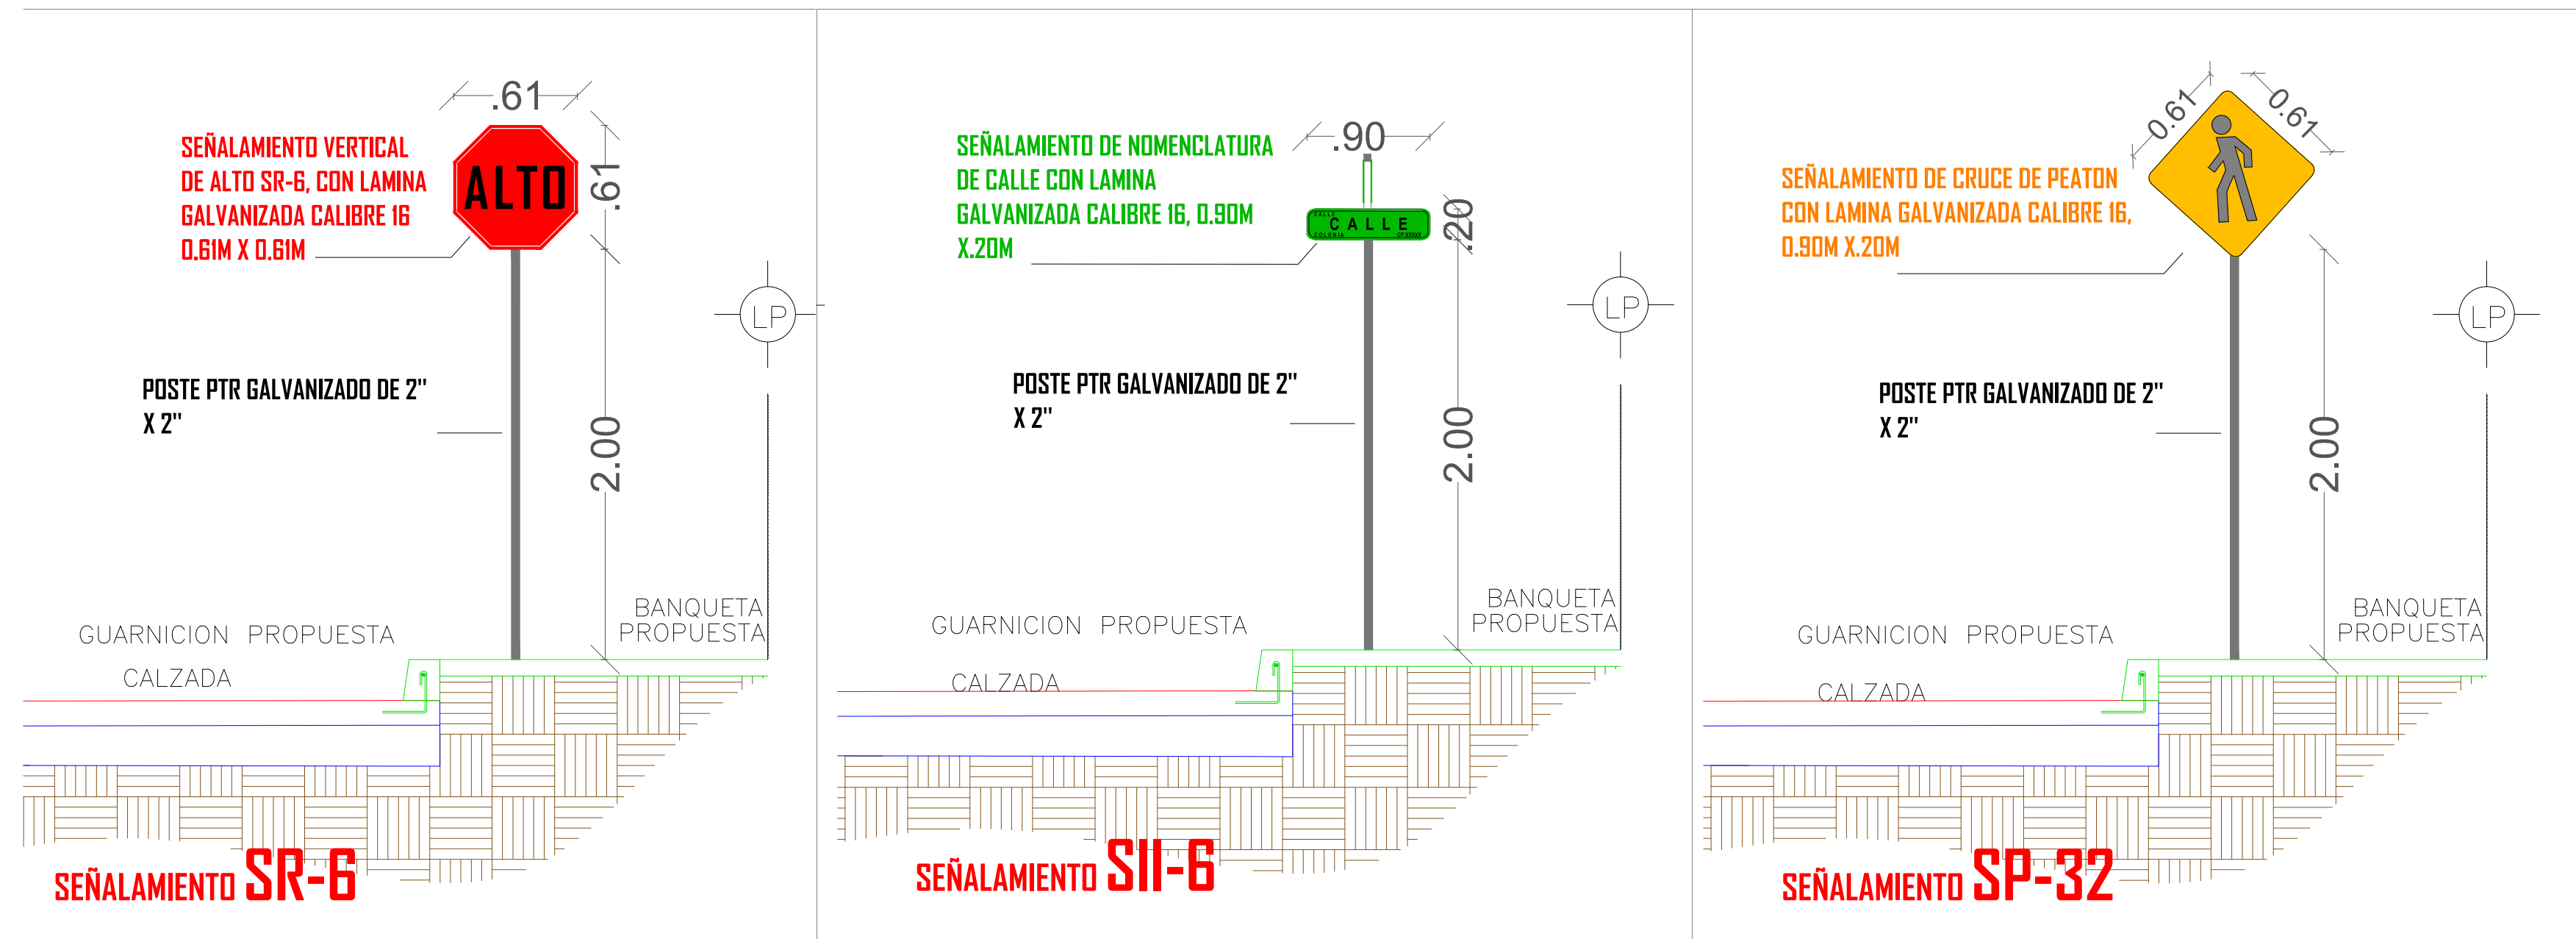 .61
SEÑALAMIENTO VERTICAL
DE ALTO SR-6, CON LAMINA
GALVANIZADA CALIBRE 16
0.61M X 0.61M
ALTO
.61
POSTE PTR GALVANIZADO DE 2"
X 2"
2.00
LP
BANQUETA
PROPUESTA
GUARNICION PROPUESTA
CALZADA
SEÑALAMIENTO SR-6
.90
SEÑALAMIENTO DE NOMENCLATURA
DE CALLE CON LAMINA
GALVANIZADA CALIBRE 16, 0.90M
X.20M
CALLE
CALLE
COLONIA CP.XXXXX
.20
LP
POSTE PTR GALVANIZADO DE 2"
X 2"
2.00
BANQUETA
PROPUESTA
GUARNICION PROPUESTA
CALZADA
SEÑALAMIENTO SII-6
0.61
0.61
SEÑALAMIENTO DE CRUCE DE PEATON
CON LAMINA GALVANIZADA CALIBRE 16,
0.90M X.20M
LP
POSTE PTR GALVANIZADO DE 2"
X 2"
2.00
BANQUETA
PROPUESTA
GUARNICION PROPUESTA
CALZADA
SEÑALAMIENTO SP-32